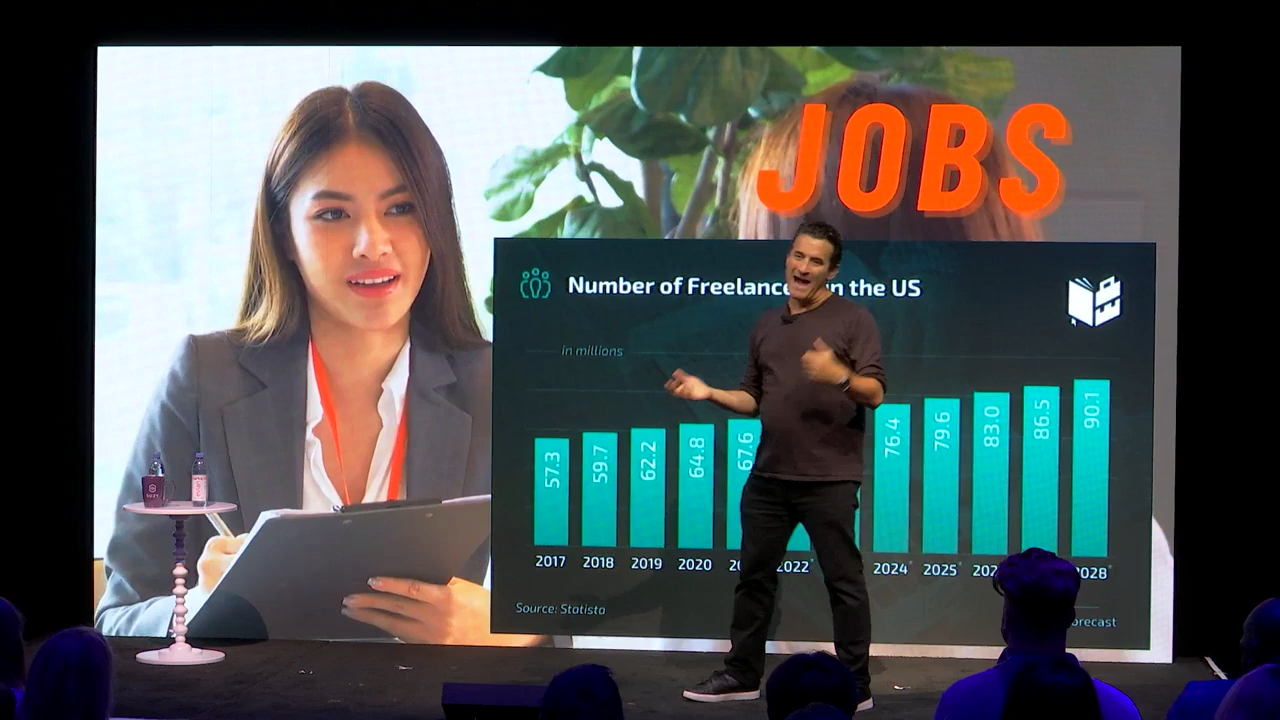 JOBS
Number of Freelance in the US
in millions
57.3 59.7 62.2 64.8 67.6 76.4 79.6 83.0 86.5 90.1
2017 2018 2019 2020 2022* 2024* 2025*
Source: Statista